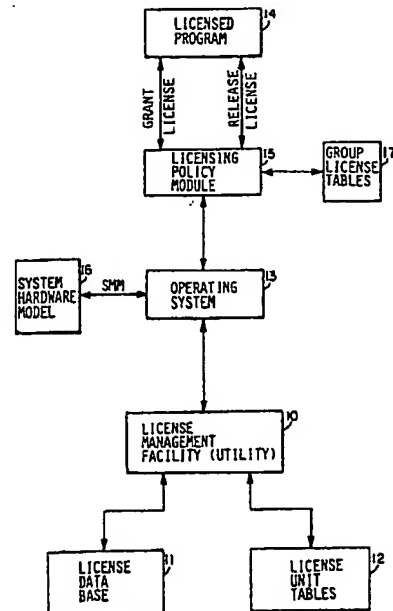 LICENSED
PROGRAM
14
GRANT
LICENSE
RELEASE
LICENSE
LICENSING
POLICY
MODULE
15
GROUP
LICENSE
TABLES
17
SYSTEM
HARDWARE
MODEL
16
SMM
OPERATING
SYSTEM
13
LICENSE
MANAGEMENT
FACILITY (UTILITY)
10
LICENSE
DATA
BASE
11
LICENSE
UNIT
TABLES
12